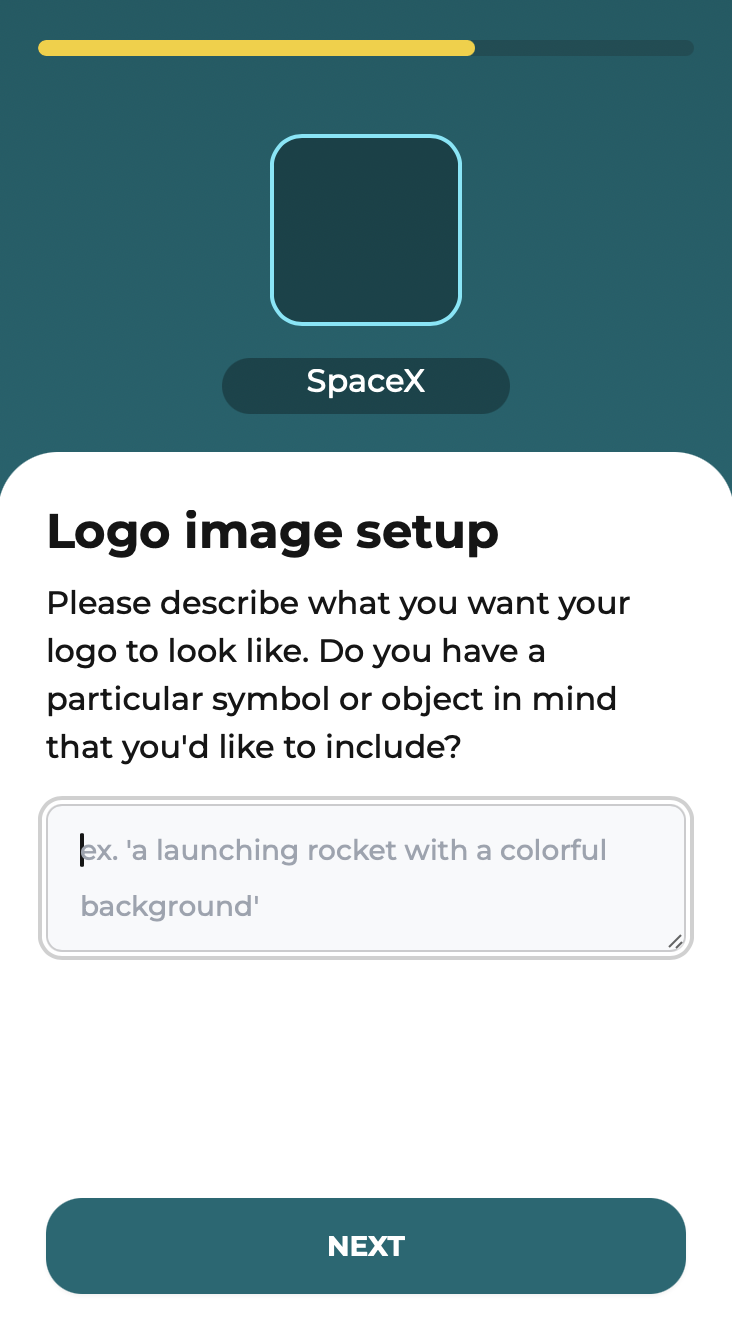 SpaceX
Logo image setup
Please describe what you want your
logo to look like. Do you have a
particular symbol or object in mind
that you'd like to include?
ex. 'a launching rocket with a colorful
background'
NEXT